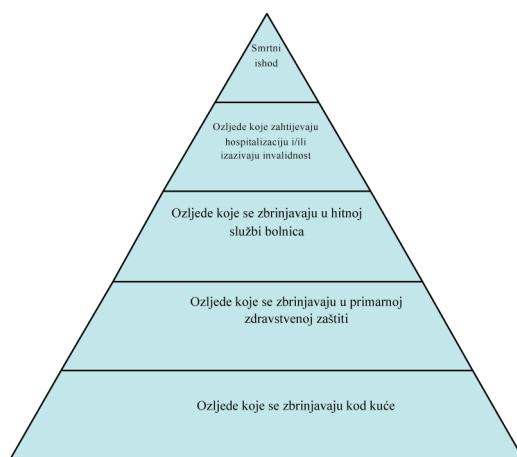 Smrtni
ishod
Ozljede koje zahtijevaju
hospitalizaciju i/ili
izazivaju invalidnost
Ozljede koje se zbrinjavaju u hitnoj
službi bolnica
Ozljede koje se zbrinjavaju u primarnoj
zdravstvenoj zaštiti
Ozljede koje se zbrinjavaju kod kuće